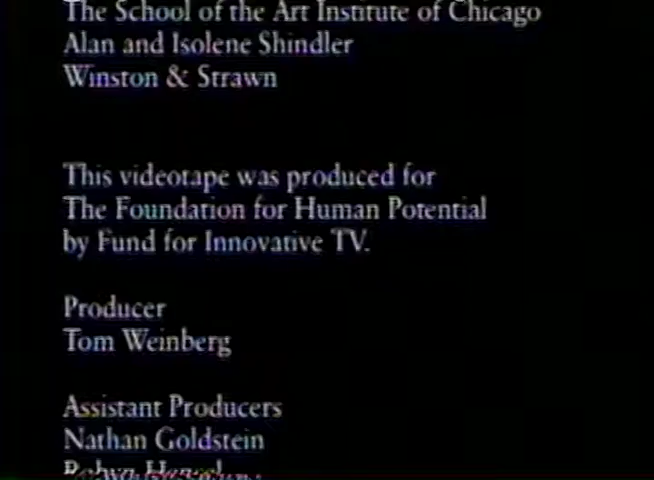 The School of the Art Institute of Chicago
Alan and Isolene Shindler
Winston & Strawn
This videotape was produced for
The Foundation for Human Potential
by Fund for Innovative TV.
Producer
Tom Weinberg
Assistant Producers
Nathan Goldstein
Robyn